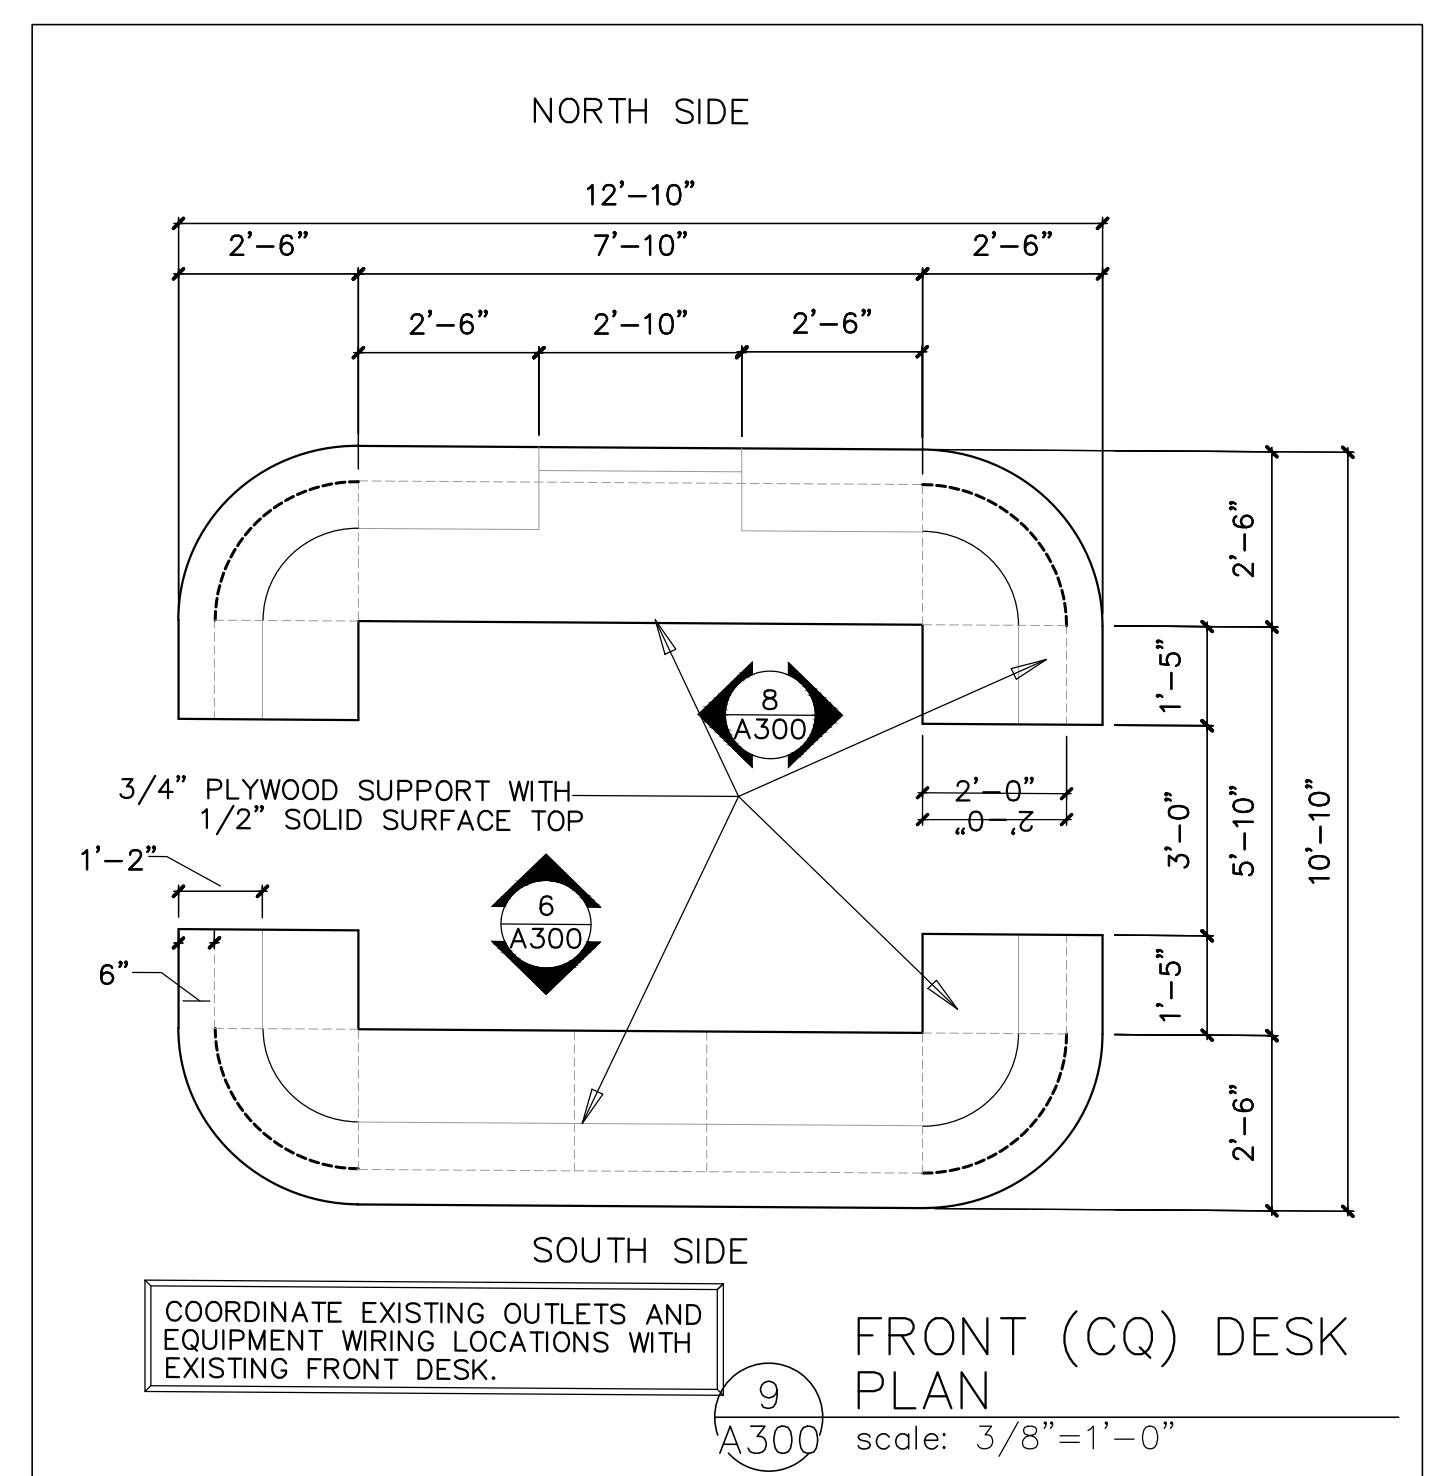 NORTH SIDE
12'-10"
2'-6" 7'-10" 2'-6"
2'-6" 2'-10" 2'-6"
2'-6"
1'-5"
8
A300
3/4" PLYWOOD SUPPORT WITH
1/2" SOLID SURFACE TOP
2'-0"
2'-0"
3'-0"
5'-10"
10'-10"
1'-2"
6
A300
6"
1'-5"
2'-6"
SOUTH SIDE
COORDINATE EXISTING OUTLETS AND
EQUIPMENT WIRING LOCATIONS WITH
EXISTING FRONT DESK.
9
A300
FRONT (CQ) DESK
PLAN
scale: 3/8"=1'-0"